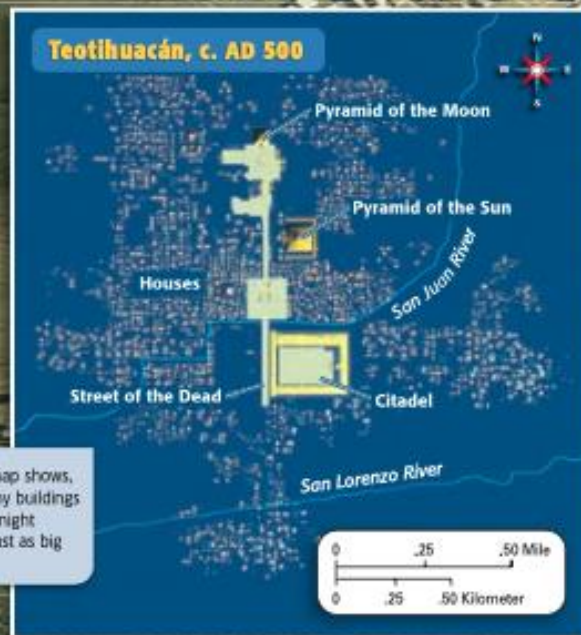 Teotihuacán, c. AD 500
N
W E
S
Pyramid of the Moon
Pyramid of the Sun
San Juan River
Houses
Street of the Dead
Citadel
San Lorenzo River
map shows,
ny buildings
night
st as big
0 .25 .50 Mile
0 .25 .50 Kilometer